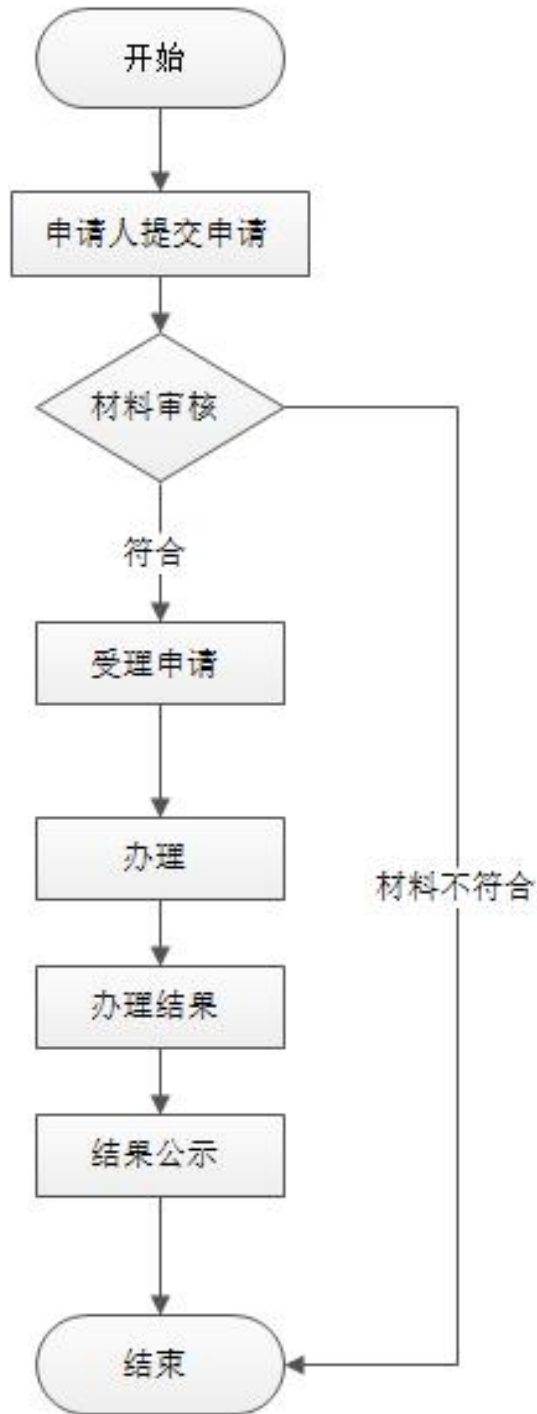 开始
申请人提交申请
材料审核
符合
受理申请
办理
材料不符合
办理结果
结果公示
结束